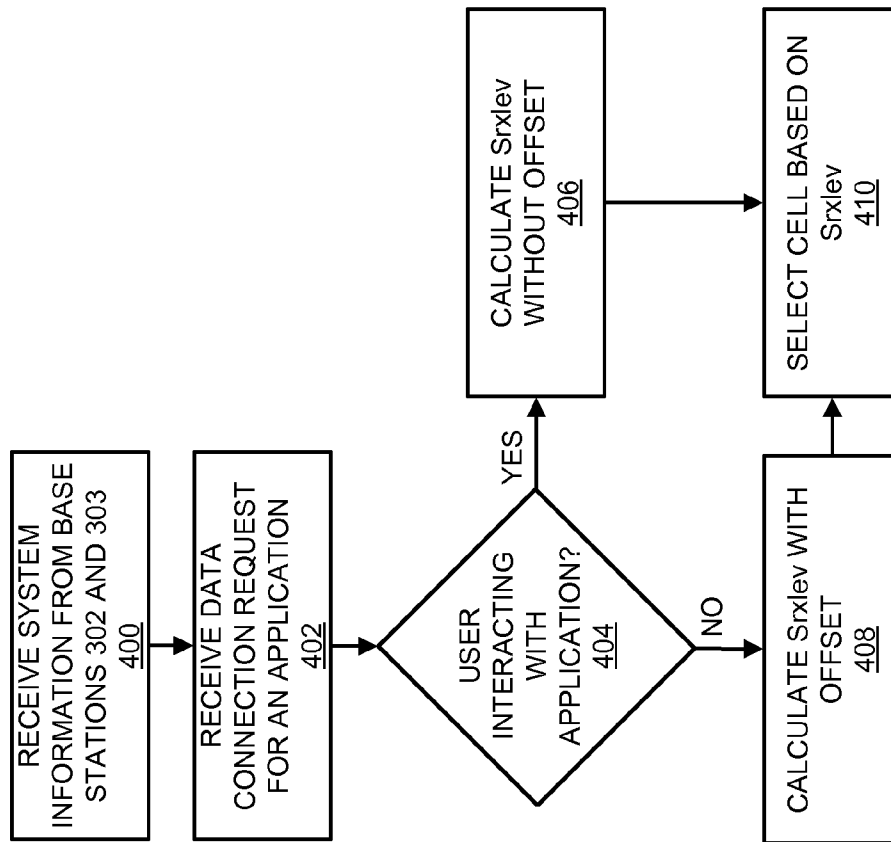 RECEIVE SYSTEM
INFORMATION FROM BASE
STATIONS 302 AND 303
400
RECEIVE DATA
CONNECTION REQUEST
FOR AN APPLICATION
402
USER
INTERACTING
WITH
APPLICATION?
404
YES
CALCULATE Srxlev
WITHOUT OFFSET
406
NO
CALCULATE Srxlev WITH
OFFSET
408
SELECT CELL BASED ON
Srxlev
410